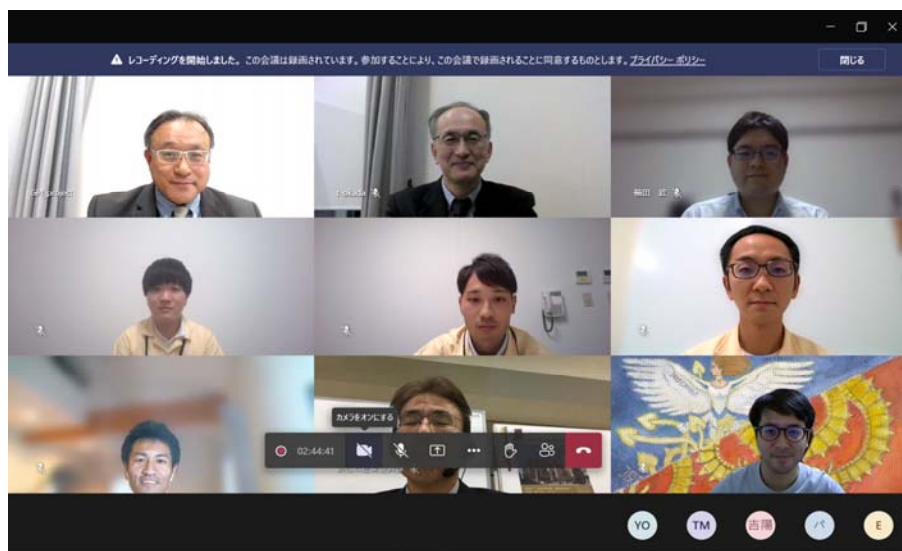 レコーディングを開始しました。この会議は録画されています。参加することにより、この会議で録画されることに同意するものとします。プライバシー ポリシー
閉じる
カメラをオンにする
02:44:41
YO
TM
吉陽
パ
E